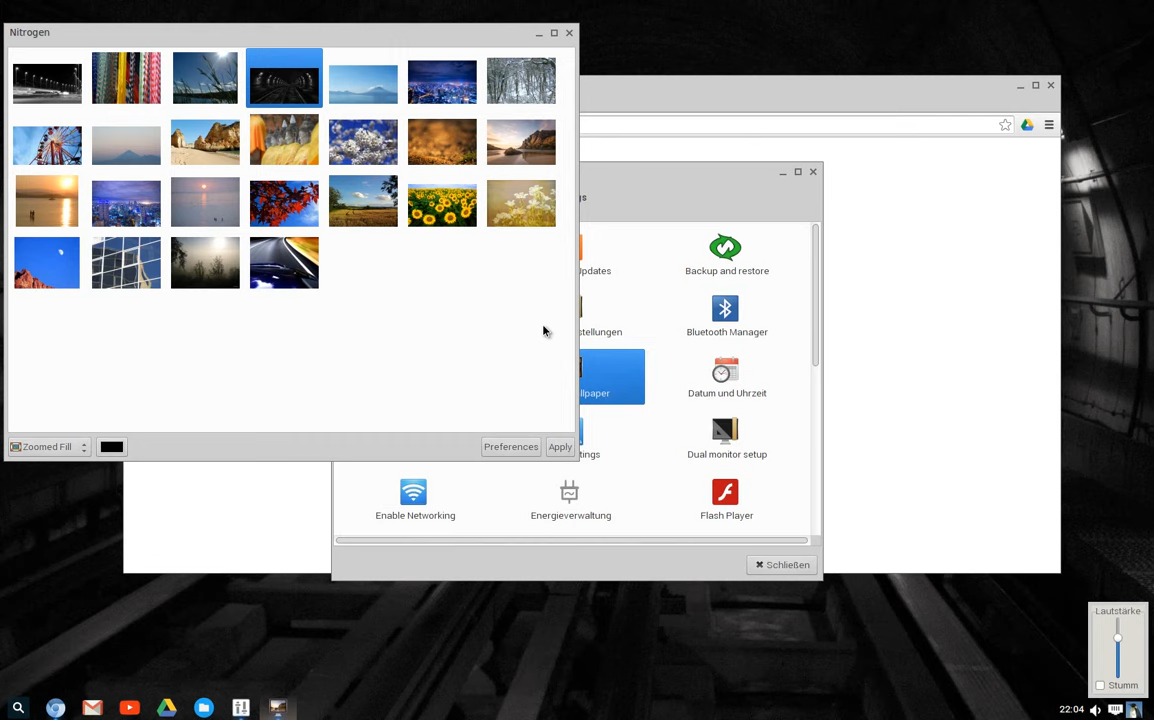 Nitrogen
gs
Updates
Backup and restore
stellungen
Bluetooth Manager
llpaper
Datum und Uhrzeit
tings
Dual monitor setup
Enable Networking
Energieverwaltung
Flash Player
Zoomed Fill
Preferences
Apply
Schließen
Lautstärke
Stumm
22:04